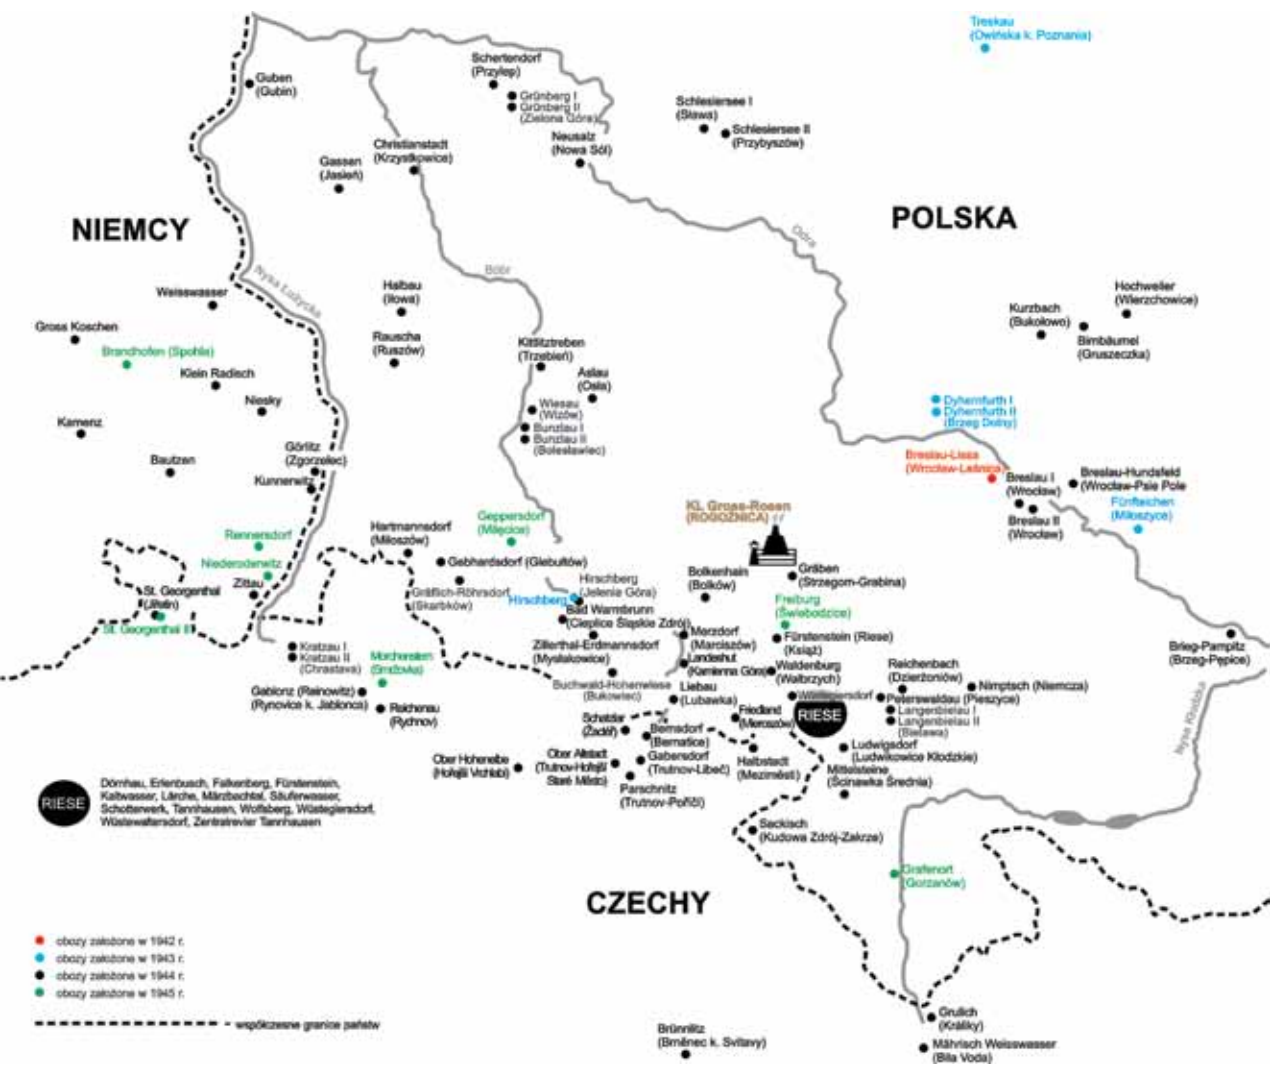 Treskau
(Owińska k. Poznania)
Guben
(Gubin)
Schertendorf
(Przylep)
Grünberg I
Grünberg II
(Zielona Góra)
Neusalz
(Nowa Sól)
Schlesiersee I
(Sława)
Schlesiersee II
(Przybyszów)
Christianstadt
(Krzystkowice)
Gassen
(Jasień)
NIEMCY
POLSKA
Odra
Nysa Łużycka
Bóbr
Weisswasser
Gross Koschen
Brandhofen (Spohla)
Klein Radisch
Niesky
Kamenz
Bautzen
Görlitz
(Zgorzelec)
Kunnerwitz
Halbau
(Iłowa)
Rauscha
(Ruszów)
Kittlitztreben
(Trzebień)
Aslau
(Osła)
Wiesau
(Wizów)
Bunzlau I
Bunzlau II
(Bolesławiec)
Hochweiler
(Wierzchowice)
Kurzbach
(Bukołowo)
Birnbäumel
(Gruszeczka)
Dyhernfurth I
Dyhernfurth II
(Brzeg Dolny)
Breslau-Lissa
(Wrocław-Leśnica)
Breslau I
(Wrocław)
Breslau II
(Wrocław)
Breslau-Hundsfeld
(Wrocław-Psie Pole
Fünfteichen
(Miłoszyce)
KL Gross-Rosen
(ROGOŹNICA)
Geppersdorf
(Milęcice)
Hartmannsdorf
(Miłoszów)
Gebhardsdorf (Giebułtów)
Gräflich-Röhrsdorf
(Skarbków)
Rennersdorf
Niederoderwitz
Zittau
St. Georgenthal
(Jiřetín)
St. Georgenthal II
Hirschberg
(Jelenia Góra)
Hirschberg
Bad Warmbrunn
(Cieplice Śląskie Zdrój)
Zillerthal-Erdmannsdorf
(Mysłakowice)
Buchwald-Hohenwiese
(Bukowiec)
Bolkenhain
(Bolków)
Gräben
(Strzegom-Grabina)
Freiburg
(Świebodzice)
Fürstenstein (Riese)
(Książ)
Merzdorf
(Marciszów)
Landeshut
(Kamienna Góra)
Waldenburg
(Wałbrzych)
Liebau
(Lubawka)
Wüstegiersdorf
RIESE
Reichenbach
(Dzierżoniów)
Peterswaldau (Pieszyce)
Langenbielau I
Langenbielau II
(Bielawa)
Nimptsch (Niemcza)
Brieg-Pampitz
(Brzeg-Pępice)
Nysa Kłodzka
Kratzau I
Kratzau II
(Chrastava)
Morchenstern
(Smržovka)
Gablonz (Reinowitz)
(Rynovice k. Jablonca)
Reichenau
(Rychnov)
Schatzlar
(Žacléř)
Bernsdorf
(Bernatice)
Friedland
(Mieroszów)
Ober Hohenelbe
(Hořejší Vrchlabí)
Ober Altstadt
(Trutnov-Hořejší
Staré Město)
Gabersdorf
(Trutnov-Libeč)
Parschnitz
(Trutnov-Poříčí)
Halbstadt
(Meziměstí)
Ludwigsdorf
(Ludwikowice Kłodzkie)
Mittelsteine
(Ścinawka Średnia)
Sackisch
(Kudowa Zdrój-Zakrze)
RIESE
Dörnhau, Erlenbusch, Falkenberg, Fürstenstein,
Kaltwasser, Lärche, Märzbachtal, Säuferwasser,
Schotterwerk, Tannhausen, Wolfsberg, Wüstegiersdorf,
Wüstewaltersdorf, Zentralrevier Tannhausen
Grafenort
(Gorzanów)
CZECHY
obozy założone w 1942 r.
obozy założone w 1943 r.
obozy założone w 1944 r.
obozy założone w 1945 r.
współczesne granice państw
Grulich
(Králiky)
Brünnlitz
(Brněnec k. Svitavy)
Mährisch Weisswasser
(Bíla Voda)